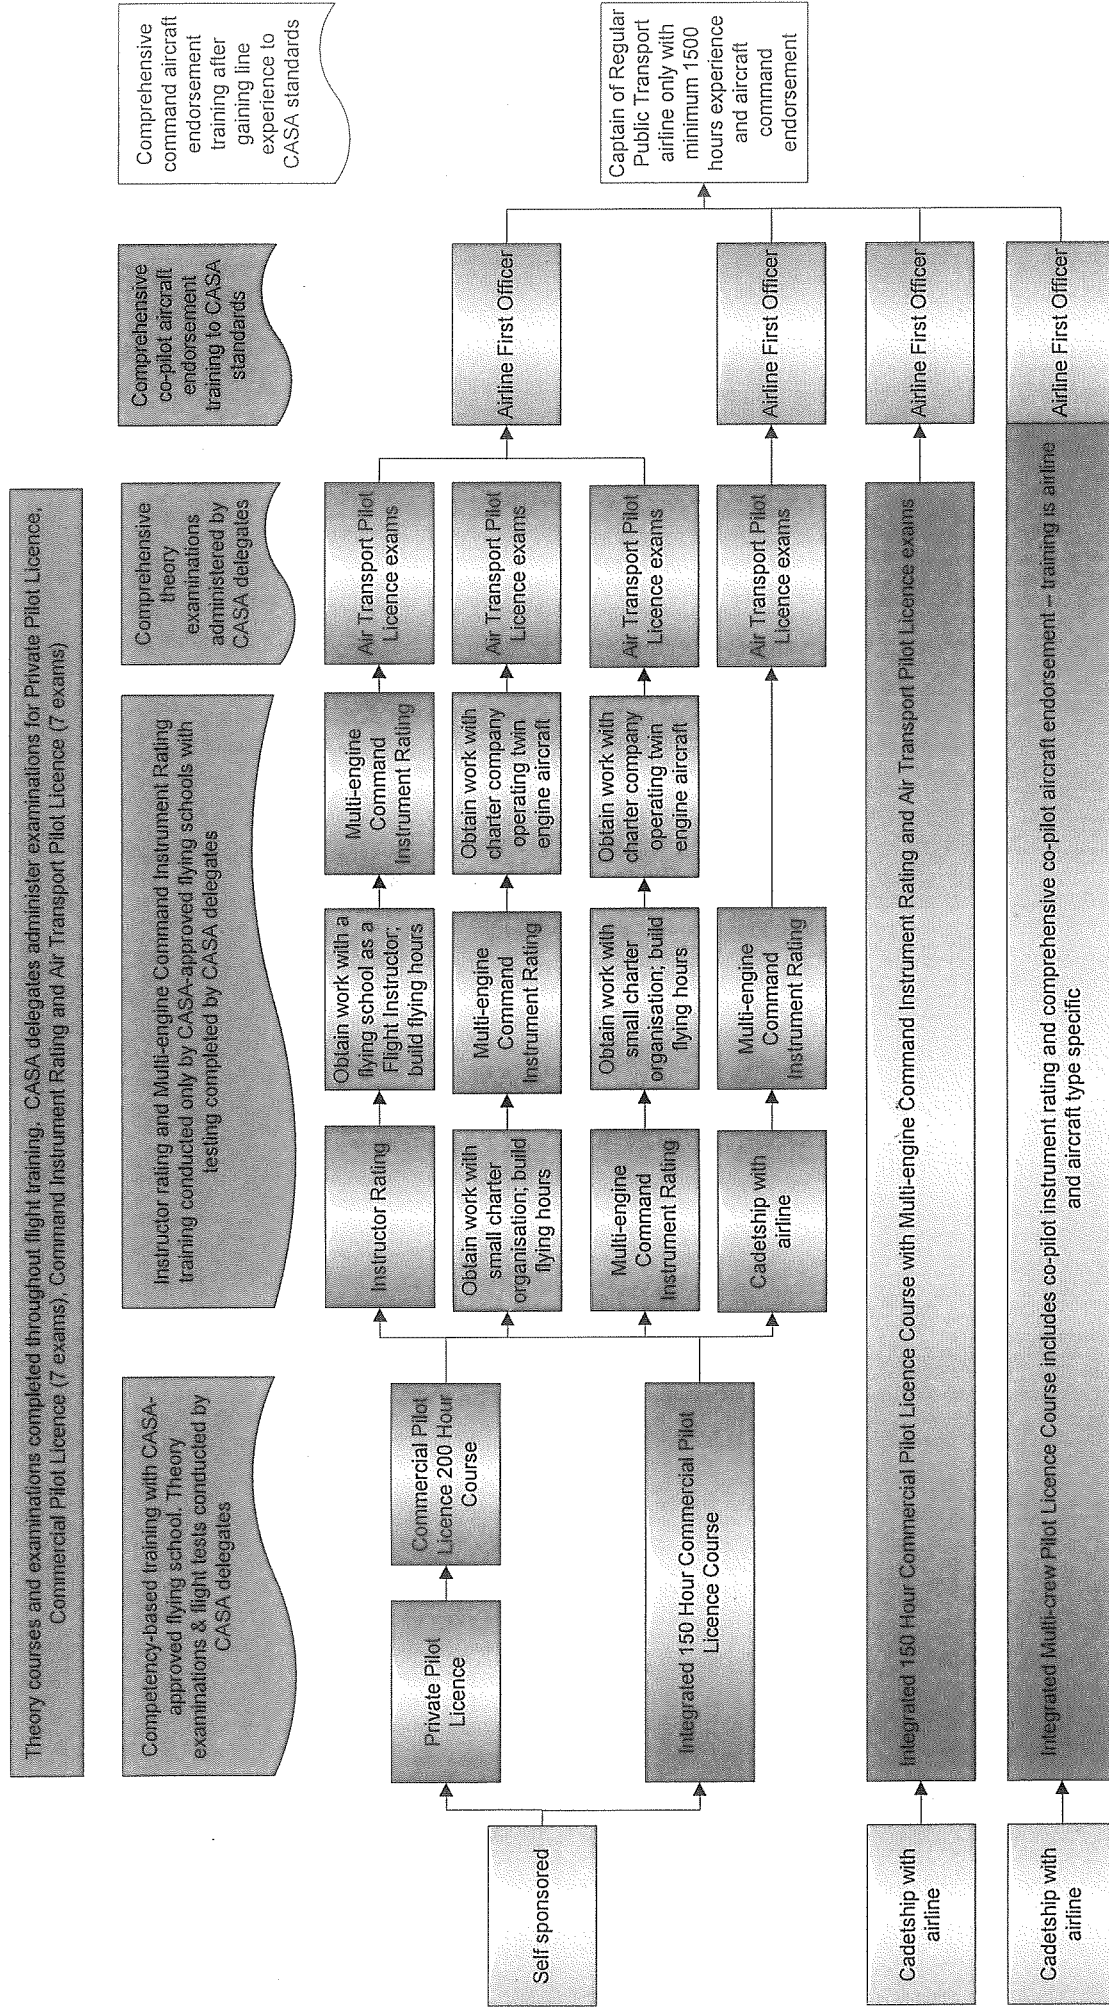 Theory courses and examinations completed throughout flight training. CASA delegates administer examinations for Private Pilot Licence,
Commercial Pilot Licence (7 exams), Command Instrument Rating and Air Transport Pilot Licence (7 exams)
Competency-based training with CASA-
approved flying school. Theory
examinations & flight tests conducted by
CASA delegates
Instructor rating and Multi-engine Command Instrument Rating
training conducted only by CASA-approved flying schools with
testing completed by CASA delegates
Comprehensive
theory
examinations
administered by
CASA delegates
Comprehensive
co-pilot aircraft
endorsement
training to CASA
standards
Comprehensive
command aircraft
endorsement
training after
gaining line
experience to
CASA standards
Self sponsored
Private Pilot
Licence
Commercial Pilot
Licence 200 Hour
Course
Integrated 150 Hour Commercial Pilot
Licence Course
Instructor Rating
Obtain work with a
flying school as a
Flight Instructor;
build flying hours
Multi-engine
Command
Instrument Rating
Air Transport Pilot
Licence exams
Obtain work with
small charter
organisation; build
flying hours
Multi-engine
Command
Instrument Rating
Obtain work with
charter company
operating twin
engine aircraft
Air Transport Pilot
Licence exams
Airline First Officer
Multi-engine
Command
Instrument Rating
Obtain work with
small charter
organisation; build
flying hours
Obtain work with
charter company
operating twin
engine aircraft
Air Transport Pilot
Licence exams
Cadetship with
airline
Multi-engine
Command
Instrument Rating
Air Transport Pilot
Licence exams
Airline First Officer
Captain of Regular
Public Transport
airline only with
minimum 1500
hours experience
and aircraft
command
endorsement
Cadetship with
airline
Integrated 150 Hour Commercial Pilot Licence Course with Multi-engine Command Instrument Rating and Air Transport Pilot Licence exams
Airline First Officer
Cadetship with
airline
Integrated Multi-crew Pilot Licence Course includes co-pilot instrument rating and comprehensive co-pilot aircraft endorsement – training is airline
and aircraft type specific
Airline First Officer